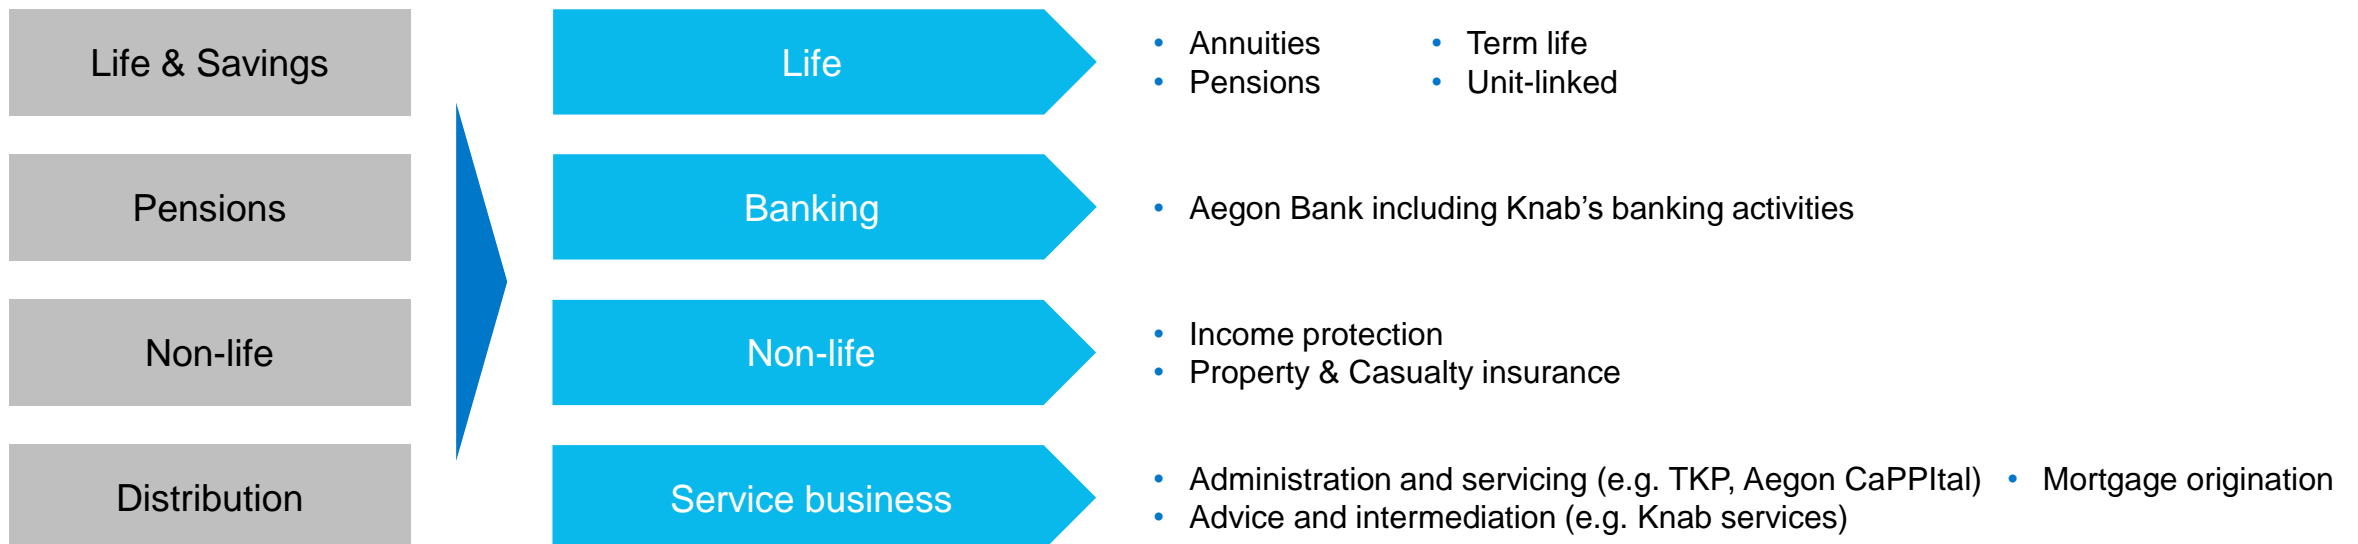 Life & Savings
Life
• Annuities
• Pensions
• Term life
• Unit-linked
Pensions
Banking
• Aegon Bank including Knab’s banking activities
Non-life
Non-life
• Income protection
• Property & Casualty insurance
Distribution
Service business
• Administration and servicing (e.g. TKP, Aegon CaPPItal)
• Advice and intermediation (e.g. Knab services)
• Mortgage origination